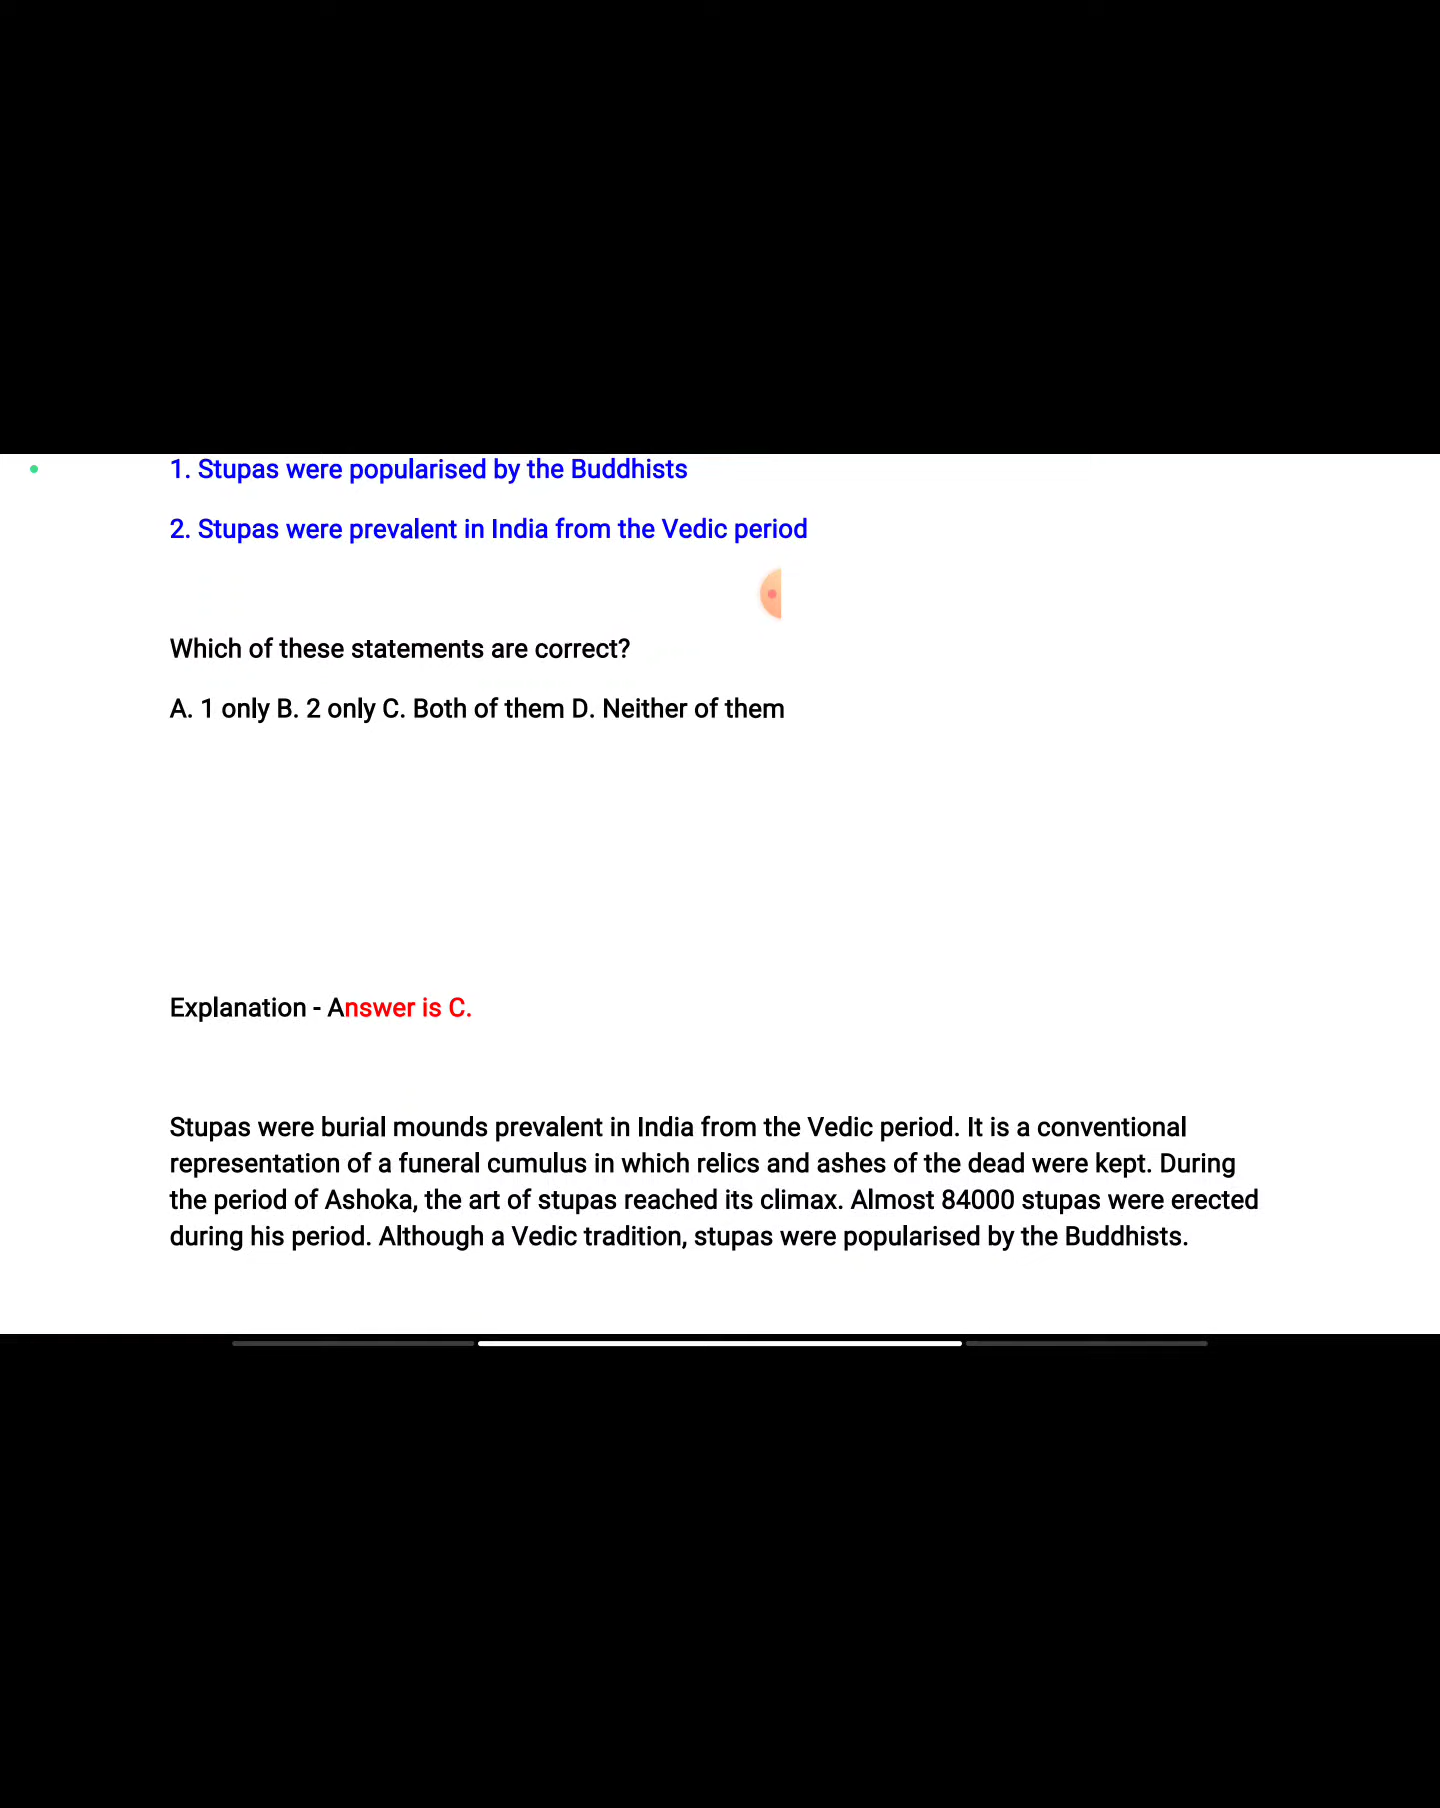 1. Stupas were popularised by the Buddhists
2. Stupas were prevalent in India from the Vedic period
Which of these statements are correct?
A. 1 only B. 2 only C. Both of them D. Neither of them
Explanation - Answer is C.
Stupas were burial mounds prevalent in India from the Vedic period. It is a conventional
representation of a funeral cumulus in which relics and ashes of the dead were kept. During
the period of Ashoka, the art of stupas reached its climax. Almost 84000 stupas were erected
during his period. Although a Vedic tradition, stupas were popularised by the Buddhists.